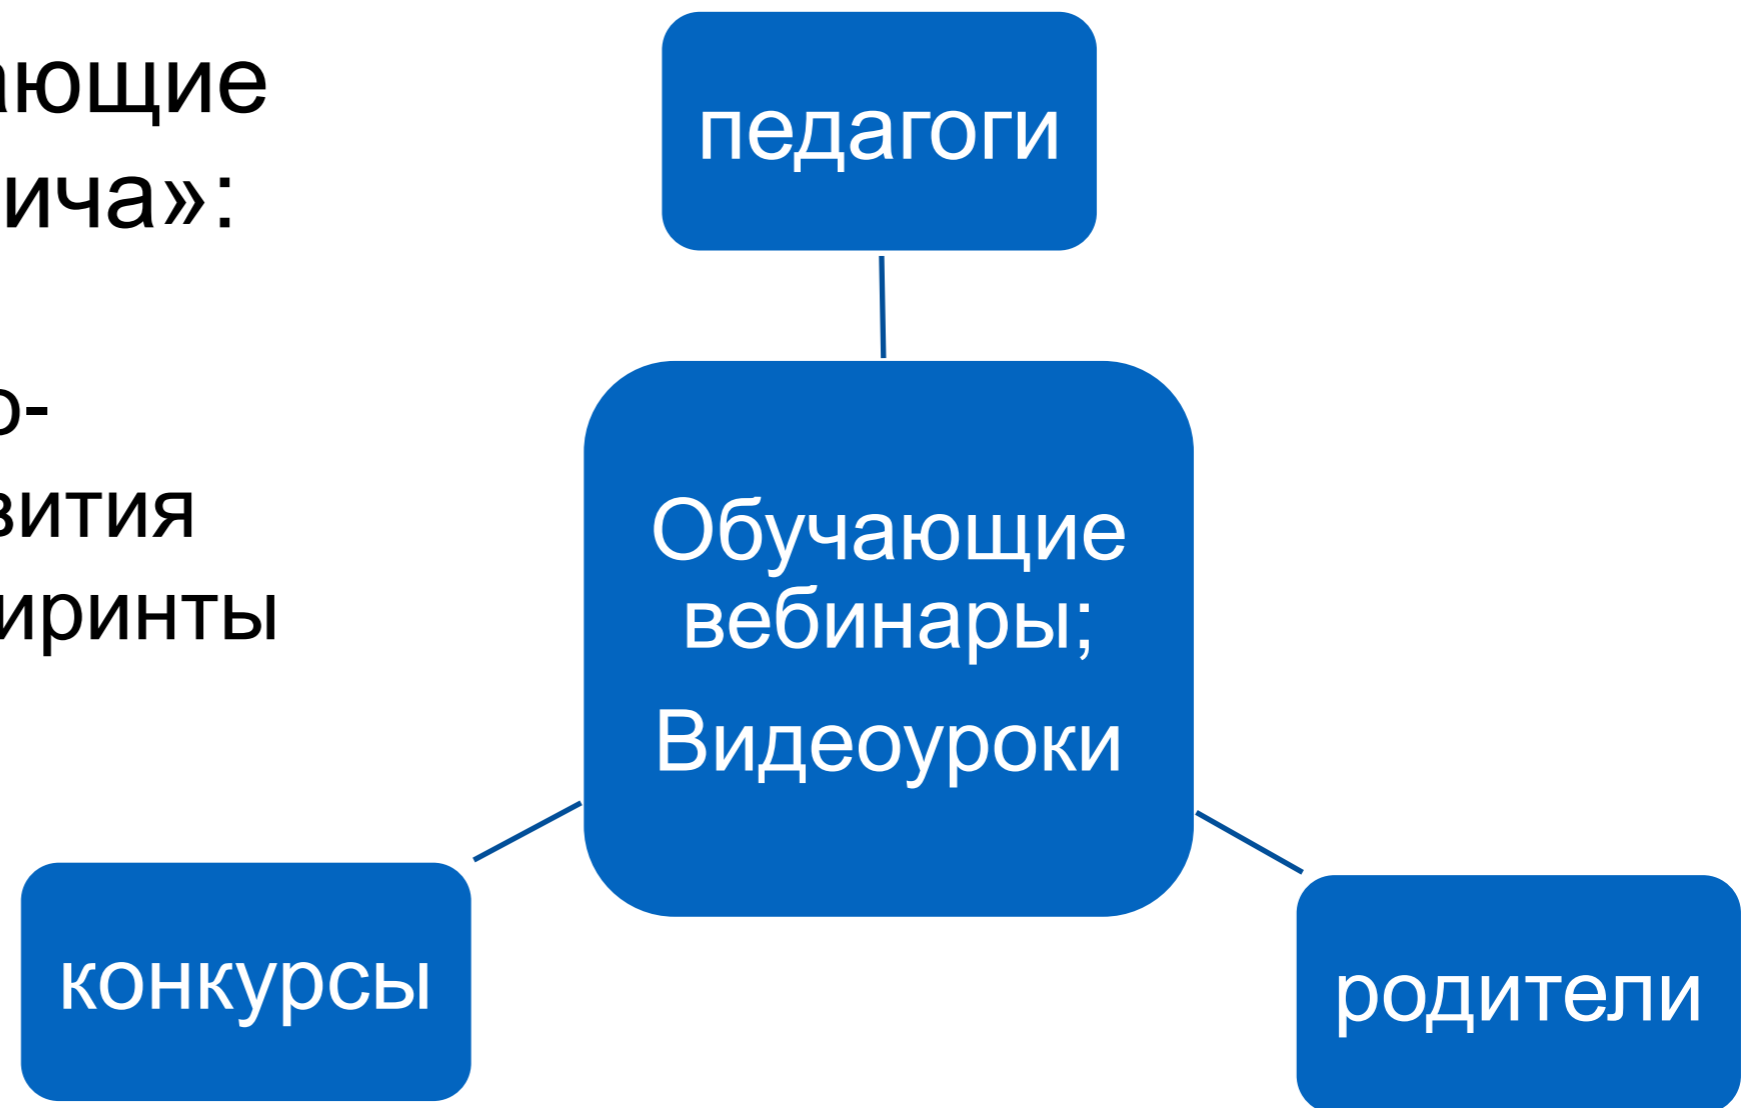 ающие
ича»:
о-
вития
иринты
педагоги
Обучающие
вебинары;
Видеоуроки
конкурсы
родители